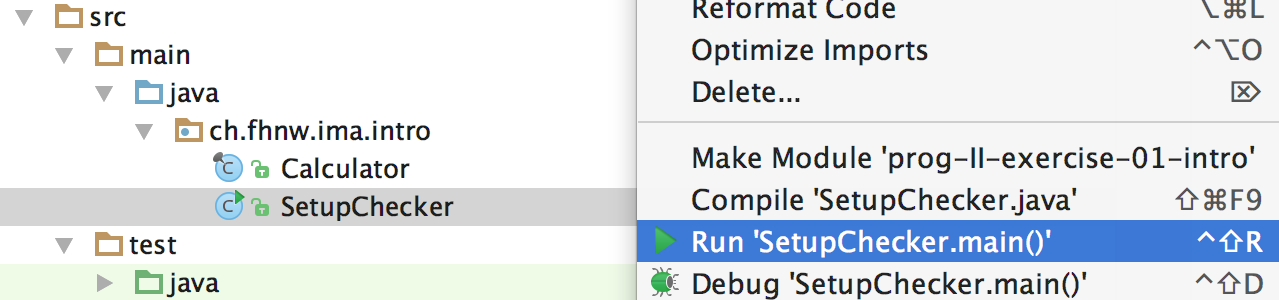 src
main
java
ch.fhnw.ima.intro
Calculator
SetupChecker
test
java
Reformat Code ⌥⌘L
Optimize Imports ^⌥O
Delete... ⌦
Make Module 'prog-II-exercise-01-intro'
Compile 'SetupChecker.java' ⇧⌘F9
Run 'SetupChecker.main()' ^⇧R
Debug 'SetupChecker.main()' ^⇧D